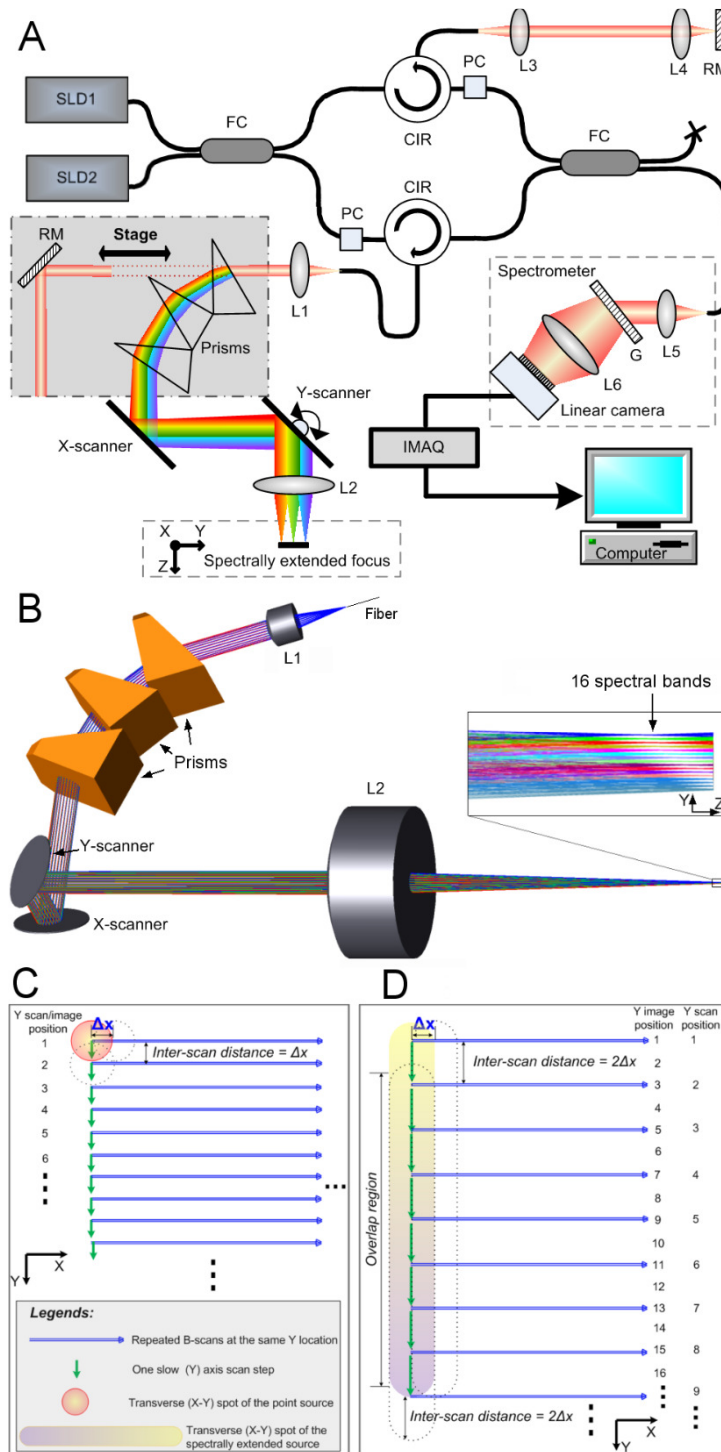 A
SLD1
SLD2
FC
CIR
PC
L3
L4
RM
FC
CIR
PC
RM
Stage
L1
Prisms
Spectrometer
G
L5
L6
Linear camera
X-scanner
Y-scanner
L2
IMAQ
Computer
X
Y
Z
Spectrally extended focus
B
Fiber
L1
Prisms
16 spectral bands
Y
Z
L2
Y-scanner
X-scanner
C
Y scan/image
position
Δx
1
2
3
4
5
6
Inter-scan distance = Δx
X
Y
Legends:
Repeated B-scans at the same Y location
One slow (Y) axis scan step
Transverse (X-Y) spot of the point source
Transverse (X-Y) spot of the
spectrally extended source
D
Δx
Y image
position
Y scan
position
Inter-scan distance = 2Δx
Overlap region
1 1
2
3 2
4
5 3
6
7 4
8
9 5
10
11 6
12
13 7
14
15 8
16
9
Inter-scan distance = 2Δx
X
Y